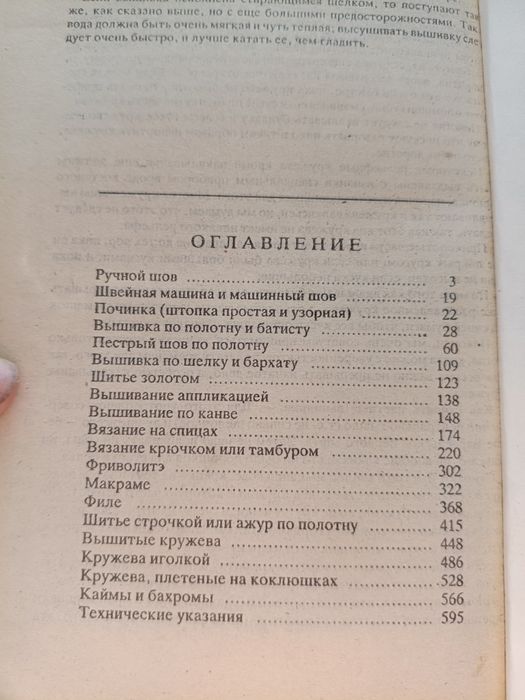 стирающимся шелком, то поступают так
же, как сказано выше, но с еще большими предосторожностями. Так
вода должна быть очень мягкая и чуть теплая; высушивать вышивку сле-
дует очень быстро, и лучше катать ее, чем гладить.
ОГЛАВЛЕНИЕ
Ручной шов 3
Швейная машина и машинный шов 19
Починка (штопка простая и узорная) 22
Вышивка по полотну и батисту 28
Пестрый шов по полотну 60
Вышивка по шелку и бархату 109
Шитье золотом 123
Вышивание аппликацией 138
Вышивание по канве 148
Вязание на спицах 174
Вязание крючком или тамбуром 220
Фриволитэ 302
Макраме 322
Филе 368
Шитье строчкой или ажур по полотну 415
Вышитые кружева 448
Кружева иголкой 486
Кружева, плетеные на коклюшках 528
Каймы и бахромы 566
Технические указания 595